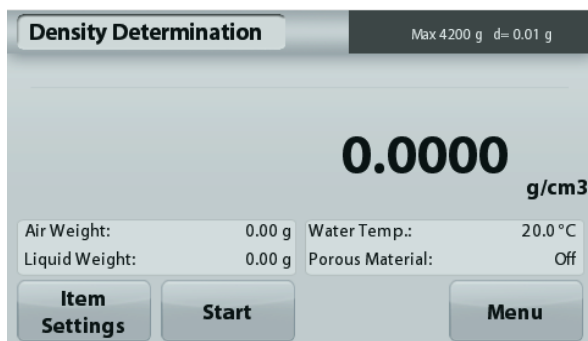 Density Determination
Max 4200 g d= 0.01 g
0.0000
g/cm3
Air Weight: 0.00 g Water Temp.: 20.0 °C
Liquid Weight: 0.00 g Porous Material: Off
Item
Settings
Start
Menu